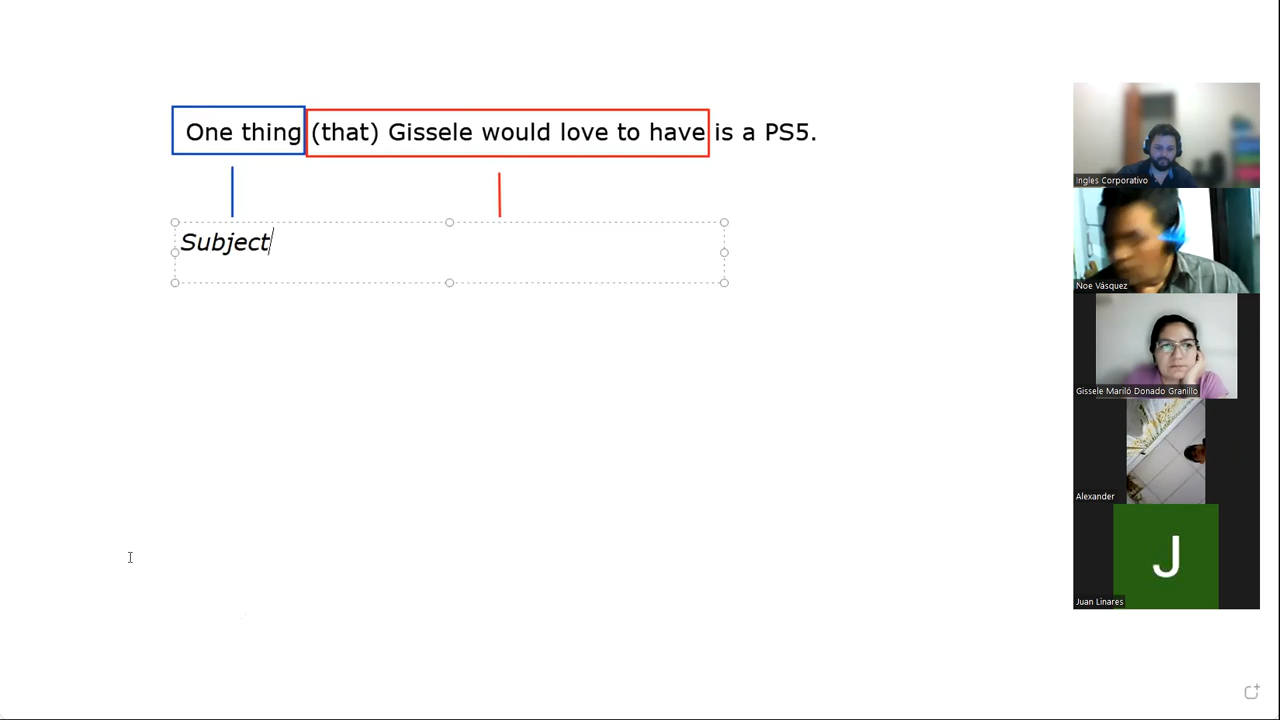 One thing (that) Gissele would love to have is a PS5.
Subject
Ingles Corporativo
Noe Vásquez
Gissele Mariló Donado Granillo
Alexander
J
Juan Linares